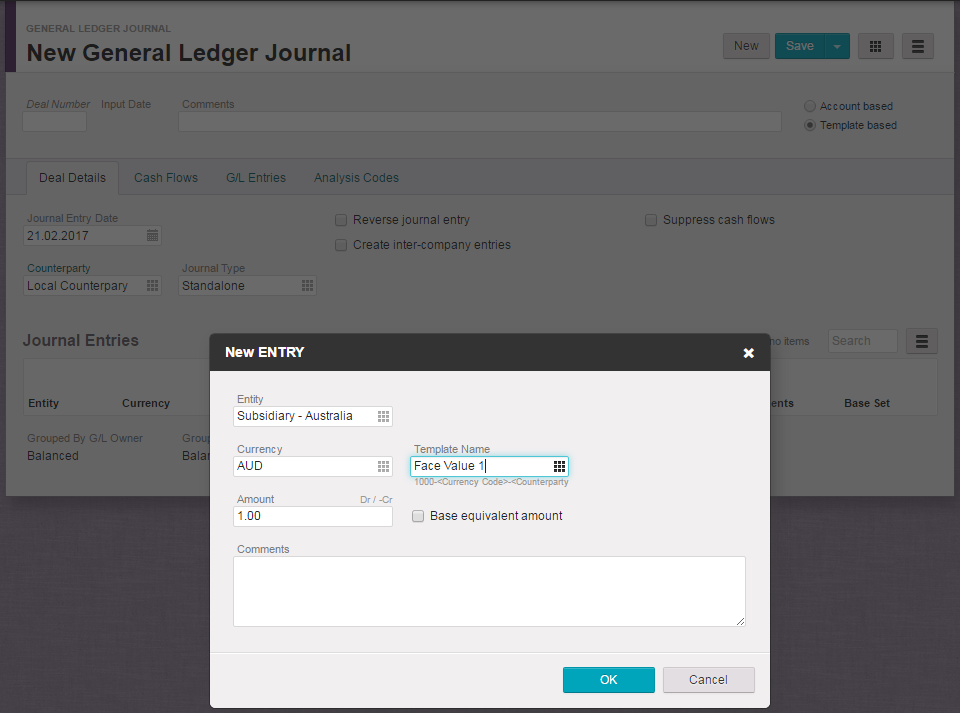 GENERAL LEDGER JOURNAL
New General Ledger Journal
New Save
Deal Number Input Date Comments
Account based
Template based
Deal Details Cash Flows G/L Entries Analysis Codes
Journal Entry Date
21.02.2017
Reverse journal entry
Suppress cash flows
Create inter-company entries
Counterparty Journal Type
Local Counterpary Standalone
Journal Entries
no items Search
Entity Currency Base Set
Grouped By G/L Owner
Balanced
New ENTRY
Entity
Subsidiary - Australia
Currency Template Name
AUD Face Value 1
1000-<Currency Code>-<Counterparty
Amount Dr / -Cr
1.00 Base equivalent amount
Comments
OK Cancel